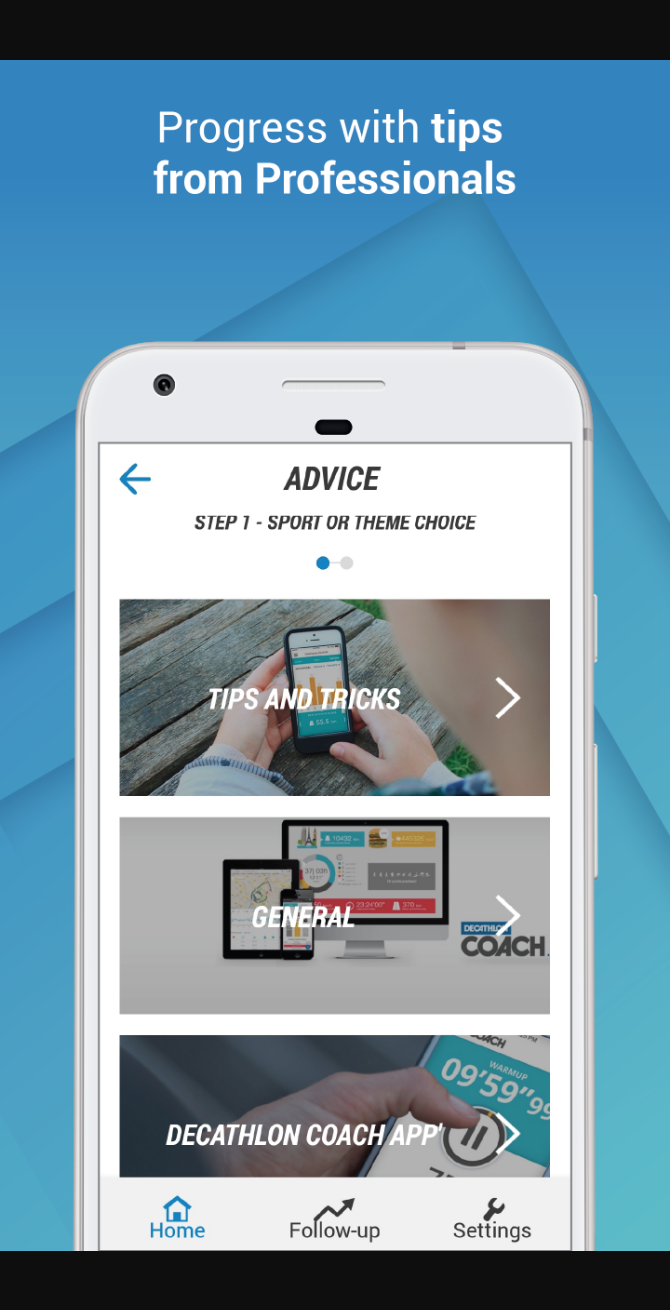 Progress with tips
from Professionals
ADVICE
STEP 1 - SPORT OR THEME CHOICE
TIPS AND TRICKS
GENERAL
DECATHLON
COACH
DECATHLON COACH APP'
WARMUP
09'59"99
Home
Follow-up
Settings